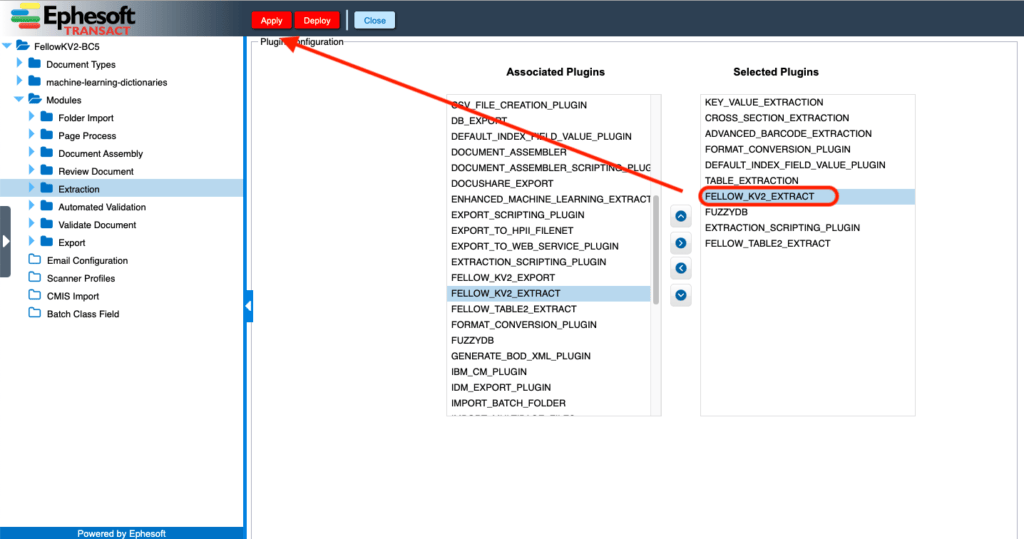 Ephesoft
TRANSACT
Apply
Deploy
Close
FellowKV2-BC5
Document Types
machine-learning-dictionaries
Modules
Folder Import
Page Process
Document Assembly
Review Document
Extraction
Automated Validation
Validate Document
Export
Email Configuration
Scanner Profiles
CMIS Import
Batch Class Field
Powered by Ephesoft
Plugin Configuration
Associated Plugins
CSV_FILE_CREATION_PLUGIN
DB_EXPORT
DEFAULT_INDEX_FIELD_VALUE_PLUGIN
DOCUMENT_ASSEMBLER
DOCUMENT_ASSEMBLER_SCRIPTING_PLUG
DOCUSHARE_EXPORT
ENHANCED_MACHINE_LEARNING_EXTRACT
EXPORT_SCRIPTING_PLUGIN
EXPORT_TO_HPII_FILENET
EXPORT_TO_WEB_SERVICE_PLUGIN
EXTRACTION_SCRIPTING_PLUGIN
FELLOW_KV2_EXPORT
FELLOW_KV2_EXTRACT
FELLOW_TABLE2_EXTRACT
FORMAT_CONVERSION_PLUGIN
FUZZYDB
GENERATE_BOD_XML_PLUGIN
IBM_CM_PLUGIN
IDM_EXPORT_PLUGIN
IMPORT_BATCH_FOLDER
Selected Plugins
KEY_VALUE_EXTRACTION
CROSS_SECTION_EXTRACTION
ADVANCED_BARCODE_EXTRACTION
FORMAT_CONVERSION_PLUGIN
DEFAULT_INDEX_FIELD_VALUE_PLUGIN
TABLE_EXTRACTION
FELLOW_KV2_EXTRACT
FUZZYDB
EXTRACTION_SCRIPTING_PLUGIN
FELLOW_TABLE2_EXTRACT